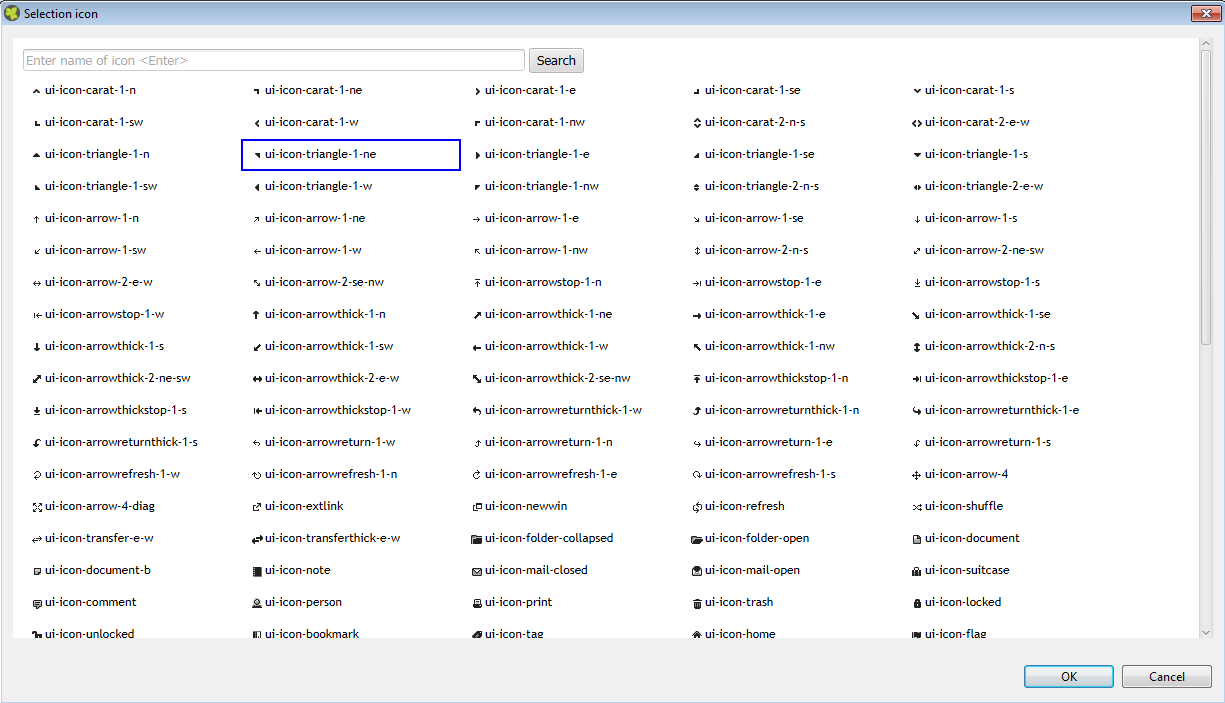 Selection icon
Enter name of icon <Enter> Search
ui-icon-carat-1-n ui-icon-carat-1-ne ui-icon-carat-1-e ui-icon-carat-1-se ui-icon-carat-1-s
ui-icon-carat-1-sw ui-icon-carat-1-w ui-icon-carat-1-nw ui-icon-carat-2-n-s ui-icon-carat-2-e-w
ui-icon-triangle-1-n ui-icon-triangle-1-ne ui-icon-triangle-1-e ui-icon-triangle-1-se ui-icon-triangle-1-s
ui-icon-triangle-1-sw ui-icon-triangle-1-w ui-icon-triangle-1-nw ui-icon-triangle-2-n-s ui-icon-triangle-2-e-w
ui-icon-arrow-1-n ui-icon-arrow-1-ne ui-icon-arrow-1-e ui-icon-arrow-1-se ui-icon-arrow-1-s
ui-icon-arrow-1-sw ui-icon-arrow-1-w ui-icon-arrow-1-nw ui-icon-arrow-2-n-s ui-icon-arrow-2-ne-sw
ui-icon-arrow-2-e-w ui-icon-arrow-2-se-nw ui-icon-arrowstop-1-n ui-icon-arrowstop-1-e ui-icon-arrowstop-1-s
ui-icon-arrowstop-1-w ui-icon-arrowthick-1-n ui-icon-arrowthick-1-ne ui-icon-arrowthick-1-e ui-icon-arrowthick-1-se
ui-icon-arrowthick-1-s ui-icon-arrowthick-1-sw ui-icon-arrowthick-1-w ui-icon-arrowthick-1-nw ui-icon-arrowthick-2-n-s
ui-icon-arrowthick-2-ne-sw ui-icon-arrowthick-2-e-w ui-icon-arrowthick-2-se-nw ui-icon-arrowthickstop-1-n ui-icon-arrowthickstop-1-e
ui-icon-arrowthickstop-1-s ui-icon-arrowthickstop-1-w ui-icon-arrowreturnthick-1-w ui-icon-arrowreturnthick-1-n ui-icon-arrowreturnthick-1-e
ui-icon-arrowreturnthick-1-s ui-icon-arrowreturn-1-w ui-icon-arrowreturn-1-n ui-icon-arrowreturn-1-e ui-icon-arrowreturn-1-s
ui-icon-arrowrefresh-1-w ui-icon-arrowrefresh-1-n ui-icon-arrowrefresh-1-e ui-icon-arrowrefresh-1-s ui-icon-arrow-4
ui-icon-arrow-4-diag ui-icon-extlink ui-icon-newwin ui-icon-refresh ui-icon-shuffle
ui-icon-transfer-e-w ui-icon-transferthick-e-w ui-icon-folder-collapsed ui-icon-folder-open ui-icon-document
ui-icon-document-b ui-icon-note ui-icon-mail-closed ui-icon-mail-open ui-icon-suitcase
ui-icon-comment ui-icon-person ui-icon-print ui-icon-trash ui-icon-locked
ui-icon-unlocked ui-icon-bookmark ui-icon-tag ui-icon-home ui-icon-flag
OK Cancel